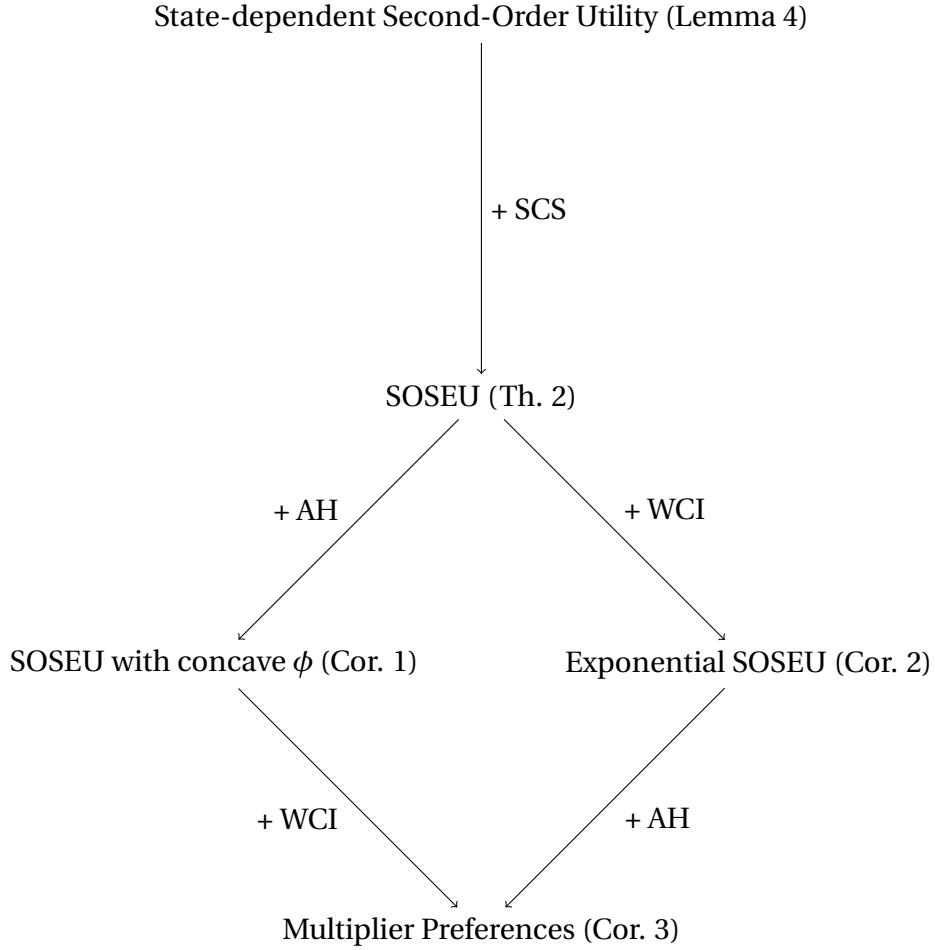 State-dependent Second-Order Utility (Lemma 4)
+ SCS
SOSEU (Th. 2)
+ AH
+ WCI
SOSEU with concave ϕ (Cor. 1)
Exponential SOSEU (Cor. 2)
+ WCI
+ AH
Multiplier Preferences (Cor. 3)